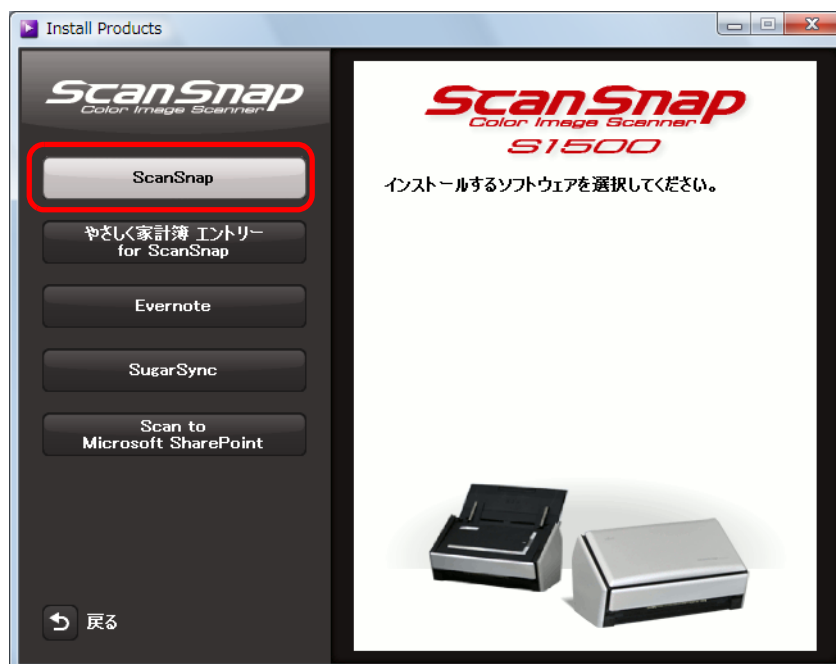 Install Products
ScanSnap
Color Image Scanner
ScanSnap
やさしく家計簿 エントリー
for ScanSnap
Evernote
SugarSync
Scan to
Microsoft SharePoint
戻る
ScanSnap
Color Image Scanner
S1500
インストールするソフトウェアを選択してください。